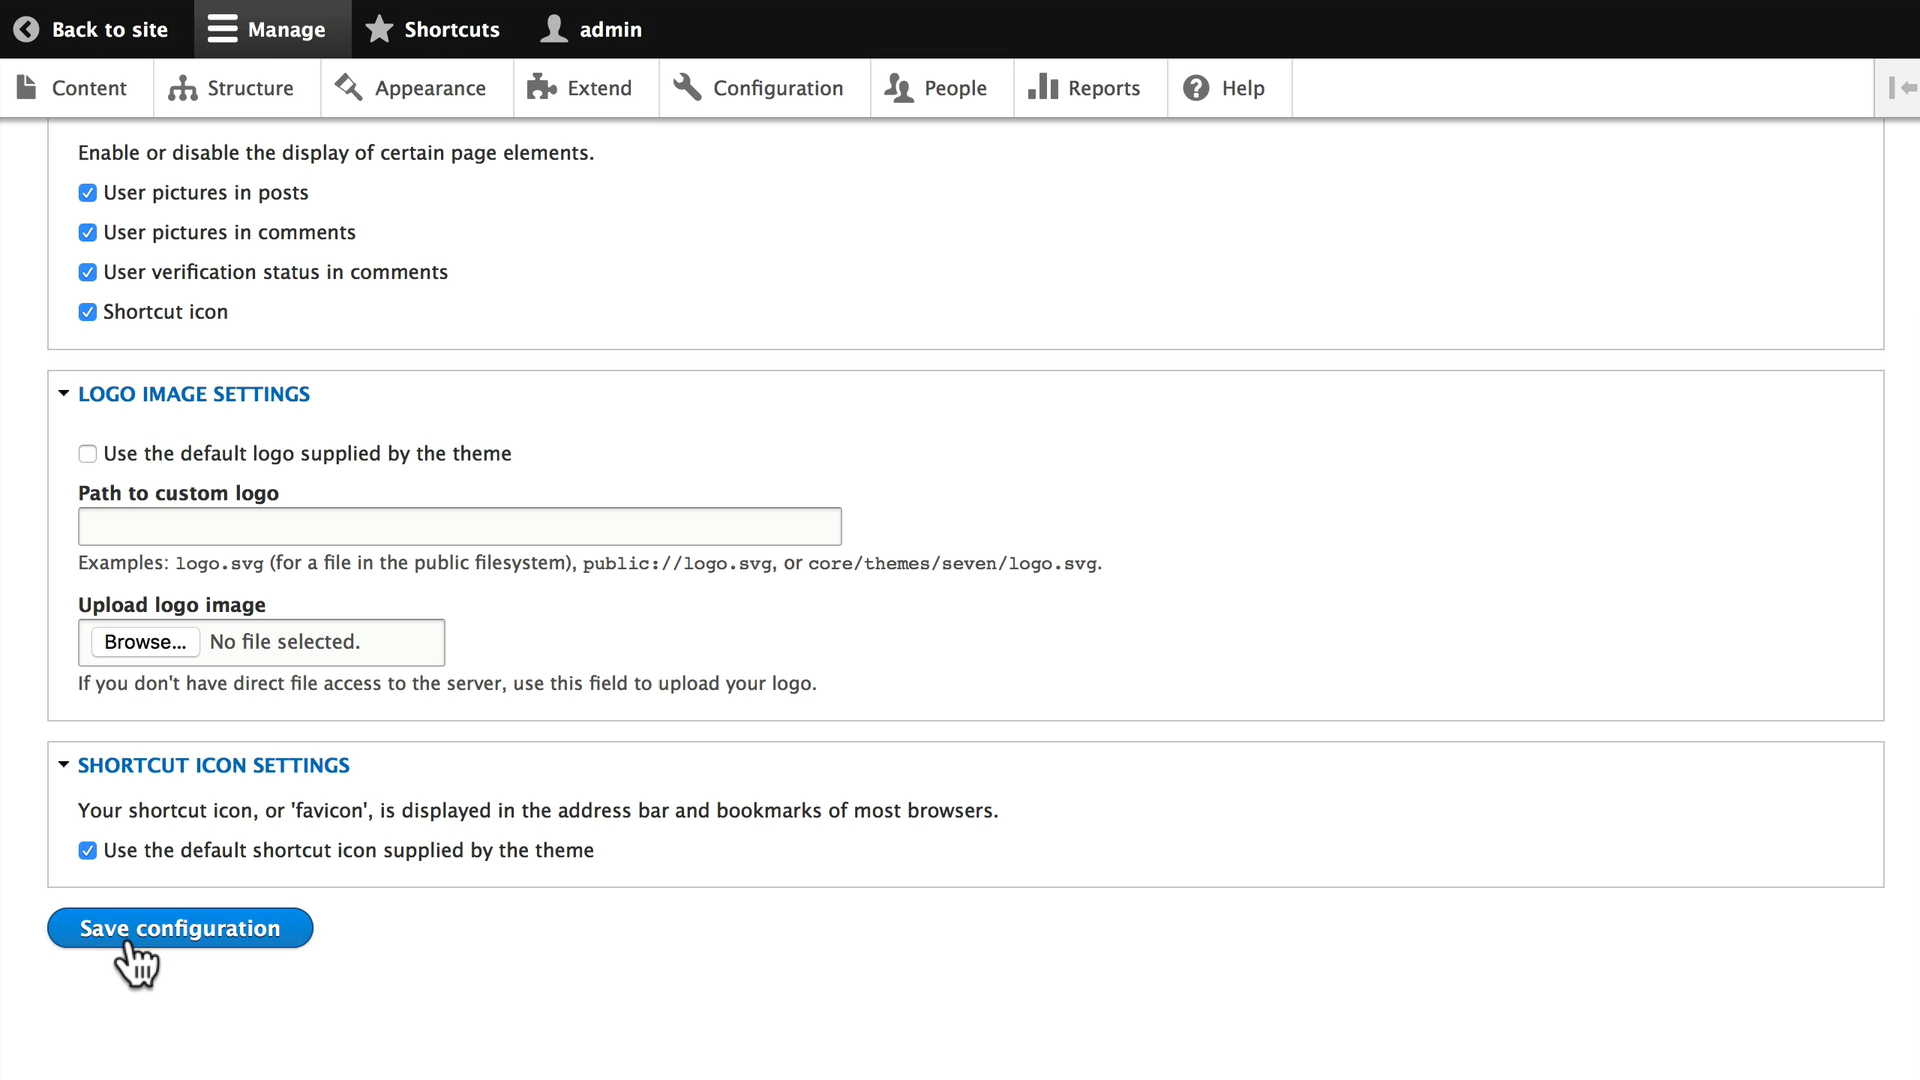 Back to site Manage Shortcuts admin
Content Structure Appearance Extend Configuration People Reports Help
Enable or disable the display of certain page elements.
User pictures in posts
User pictures in comments
User verification status in comments
Shortcut icon
LOGO IMAGE SETTINGS
Use the default logo supplied by the theme
Path to custom logo
Examples: logo.svg (for a file in the public filesystem), public://logo.svg, or core/themes/seven/logo.svg.
Upload logo image
Browse... No file selected.
If you don't have direct file access to the server, use this field to upload your logo.
SHORTCUT ICON SETTINGS
Your shortcut icon, or 'favicon', is displayed in the address bar and bookmarks of most browsers.
Use the default shortcut icon supplied by the theme
Save configuration